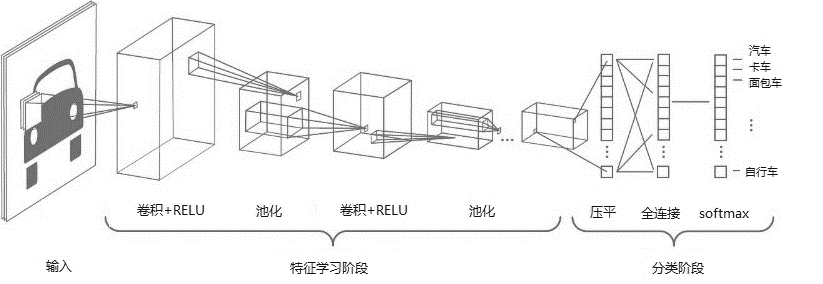 汽车
卡车
面包车
自行车
卷积+RELU
池化
卷积+RELU
池化
压平
全连接
softmax
输入
特征学习阶段
分类阶段